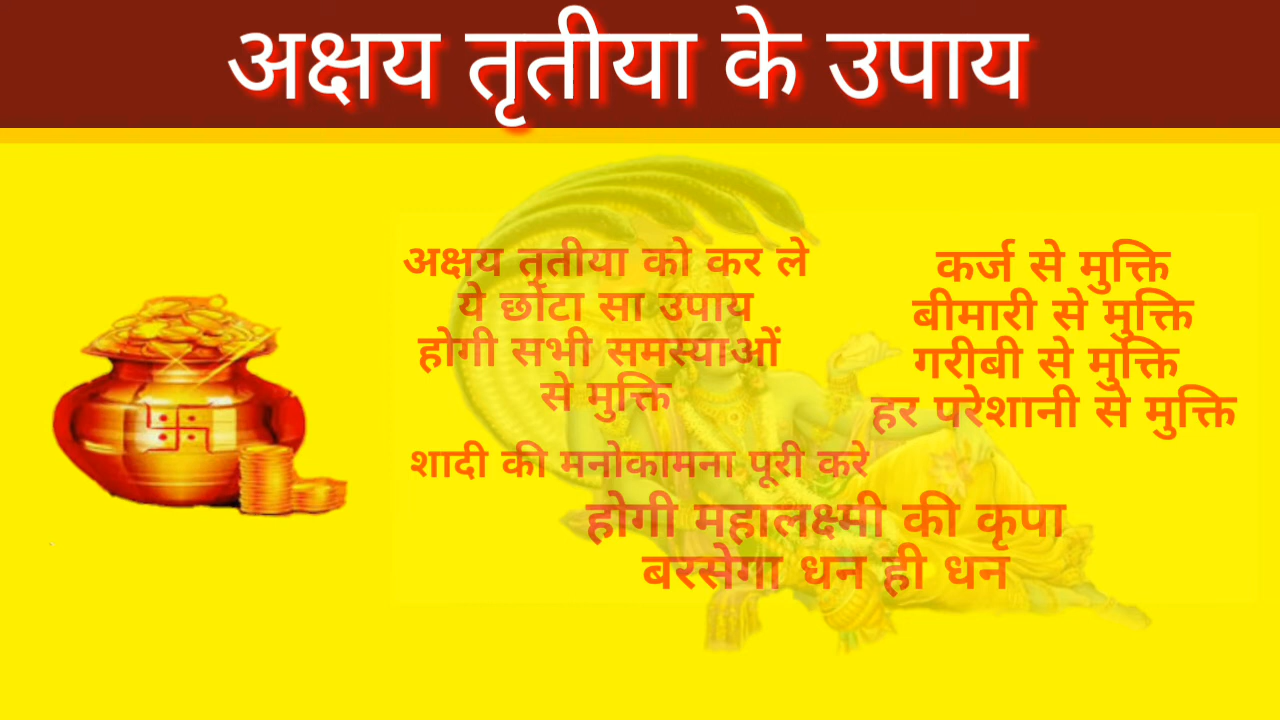 अक्षय तृतीया के उपाय
अक्षय तृतीया को कर ले
ये छोटा सा उपाय
होगी सभी समस्याओं
से मुक्ति
कर्ज से मुक्ति
बीमारी से मुक्ति
गरीबी से मुक्ति
हर परेशानी से मुक्ति
शादी की मनोकामना पूरी करे
होगी महालक्ष्मी की कृपा
बरसेगा धन ही धन